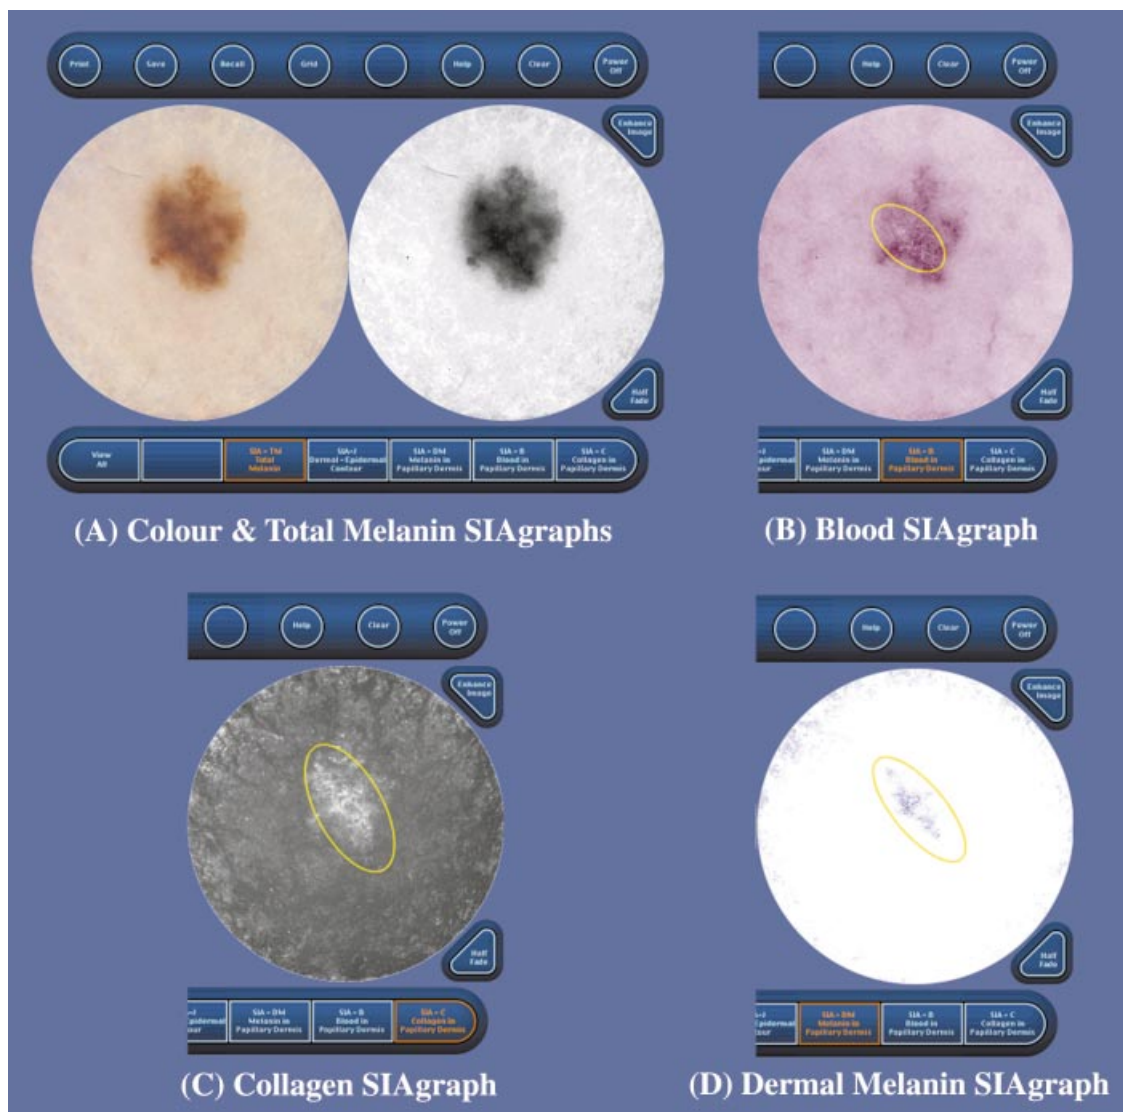 Print
Save
Recall
Grid
Help
Clear
Power
Off
Help
Clear
Power
Off
Enhance
Image
Enhance
Image
Half
Fade
Half
Fade
View
All
SIA - TM
Total
Melanin
SIA-J
Dermal - Epidermal
Contour
SIA - DM
Melanin in
Papillary Dermis
SIA - B
Blood in
Papillary Dermis
SIA - C
Collagen in
Papillary Dermis
SIA - DM
Melanin in
Papillary Dermis
SIA - B
Blood in
Papillary Dermis
SIA - C
Collagen in
Papillary Dermis
(A) Colour & Total Melanin SIAgraphs
(B) Blood SIAgraph
Help
Clear
Power
Off
Help
Clear
Power
Off
Enhance
Image
Enhance
Image
Half
Fade
Half
Fade
SIA - DM
Melanin in
Papillary Dermis
SIA - B
Blood in
Papillary Dermis
SIA - C
Collagen in
Papillary Dermis
SIA - DM
Melanin in
Papillary Dermis
SIA - B
Blood in
Papillary Dermis
SIA - C
Collagen in
Papillary Dermis
(C) Collagen SIAgraph
(D) Dermal Melanin SIAgraph